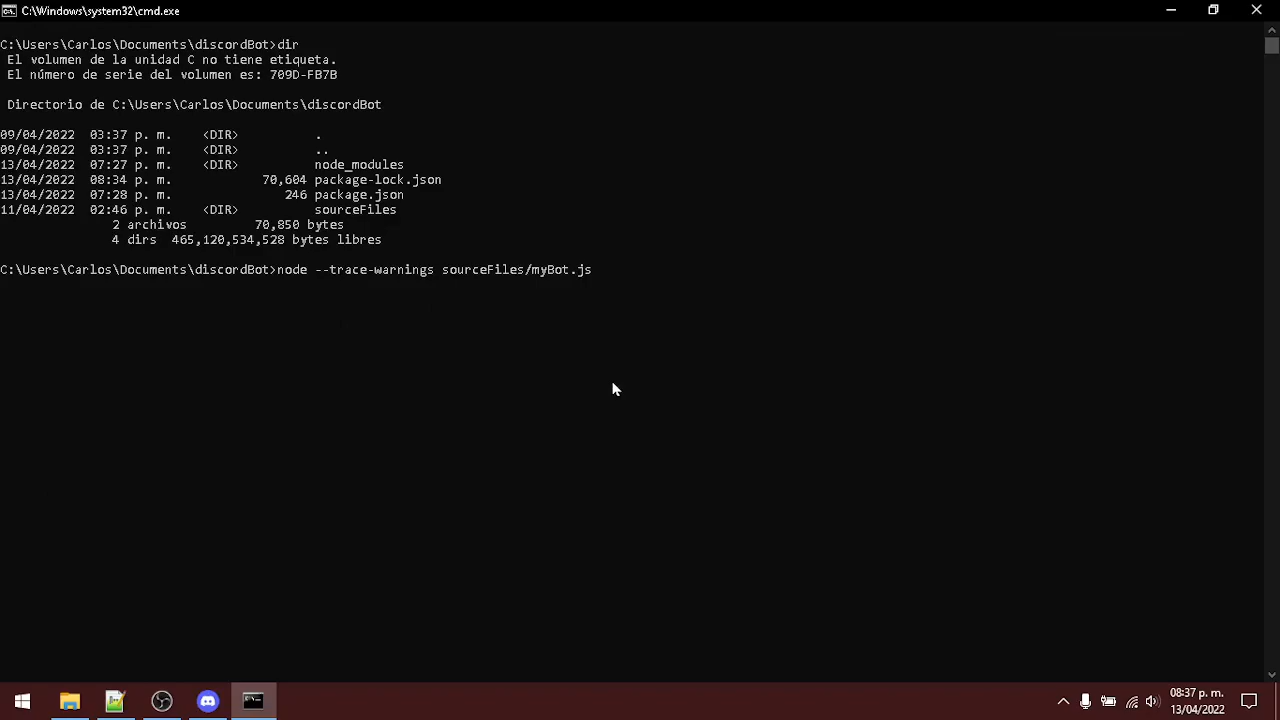 C:\Windows\system32\cmd.exe
C:\Users\Carlos\Documents\discordBot>dir
El volumen de la unidad C no tiene etiqueta.
El número de serie del volumen es: 709D-FB7B
Directorio de C:\Users\Carlos\Documents\discordBot
09/04/2022  03:37 p. m.    <DIR>          .
09/04/2022  03:37 p. m.    <DIR>          ..
13/04/2022  07:27 p. m.    <DIR>          node_modules
13/04/2022  08:34 p. m.            70,604 package-lock.json
13/04/2022  07:28 p. m.               246 package.json
11/04/2022  02:46 p. m.    <DIR>          sourceFiles
2 archivos         70,850 bytes
4 dirs  465,120,534,528 bytes libres
C:\Users\Carlos\Documents\discordBot>node --trace-warnings sourceFiles/myBot.js
08:37 p. m.
13/04/2022